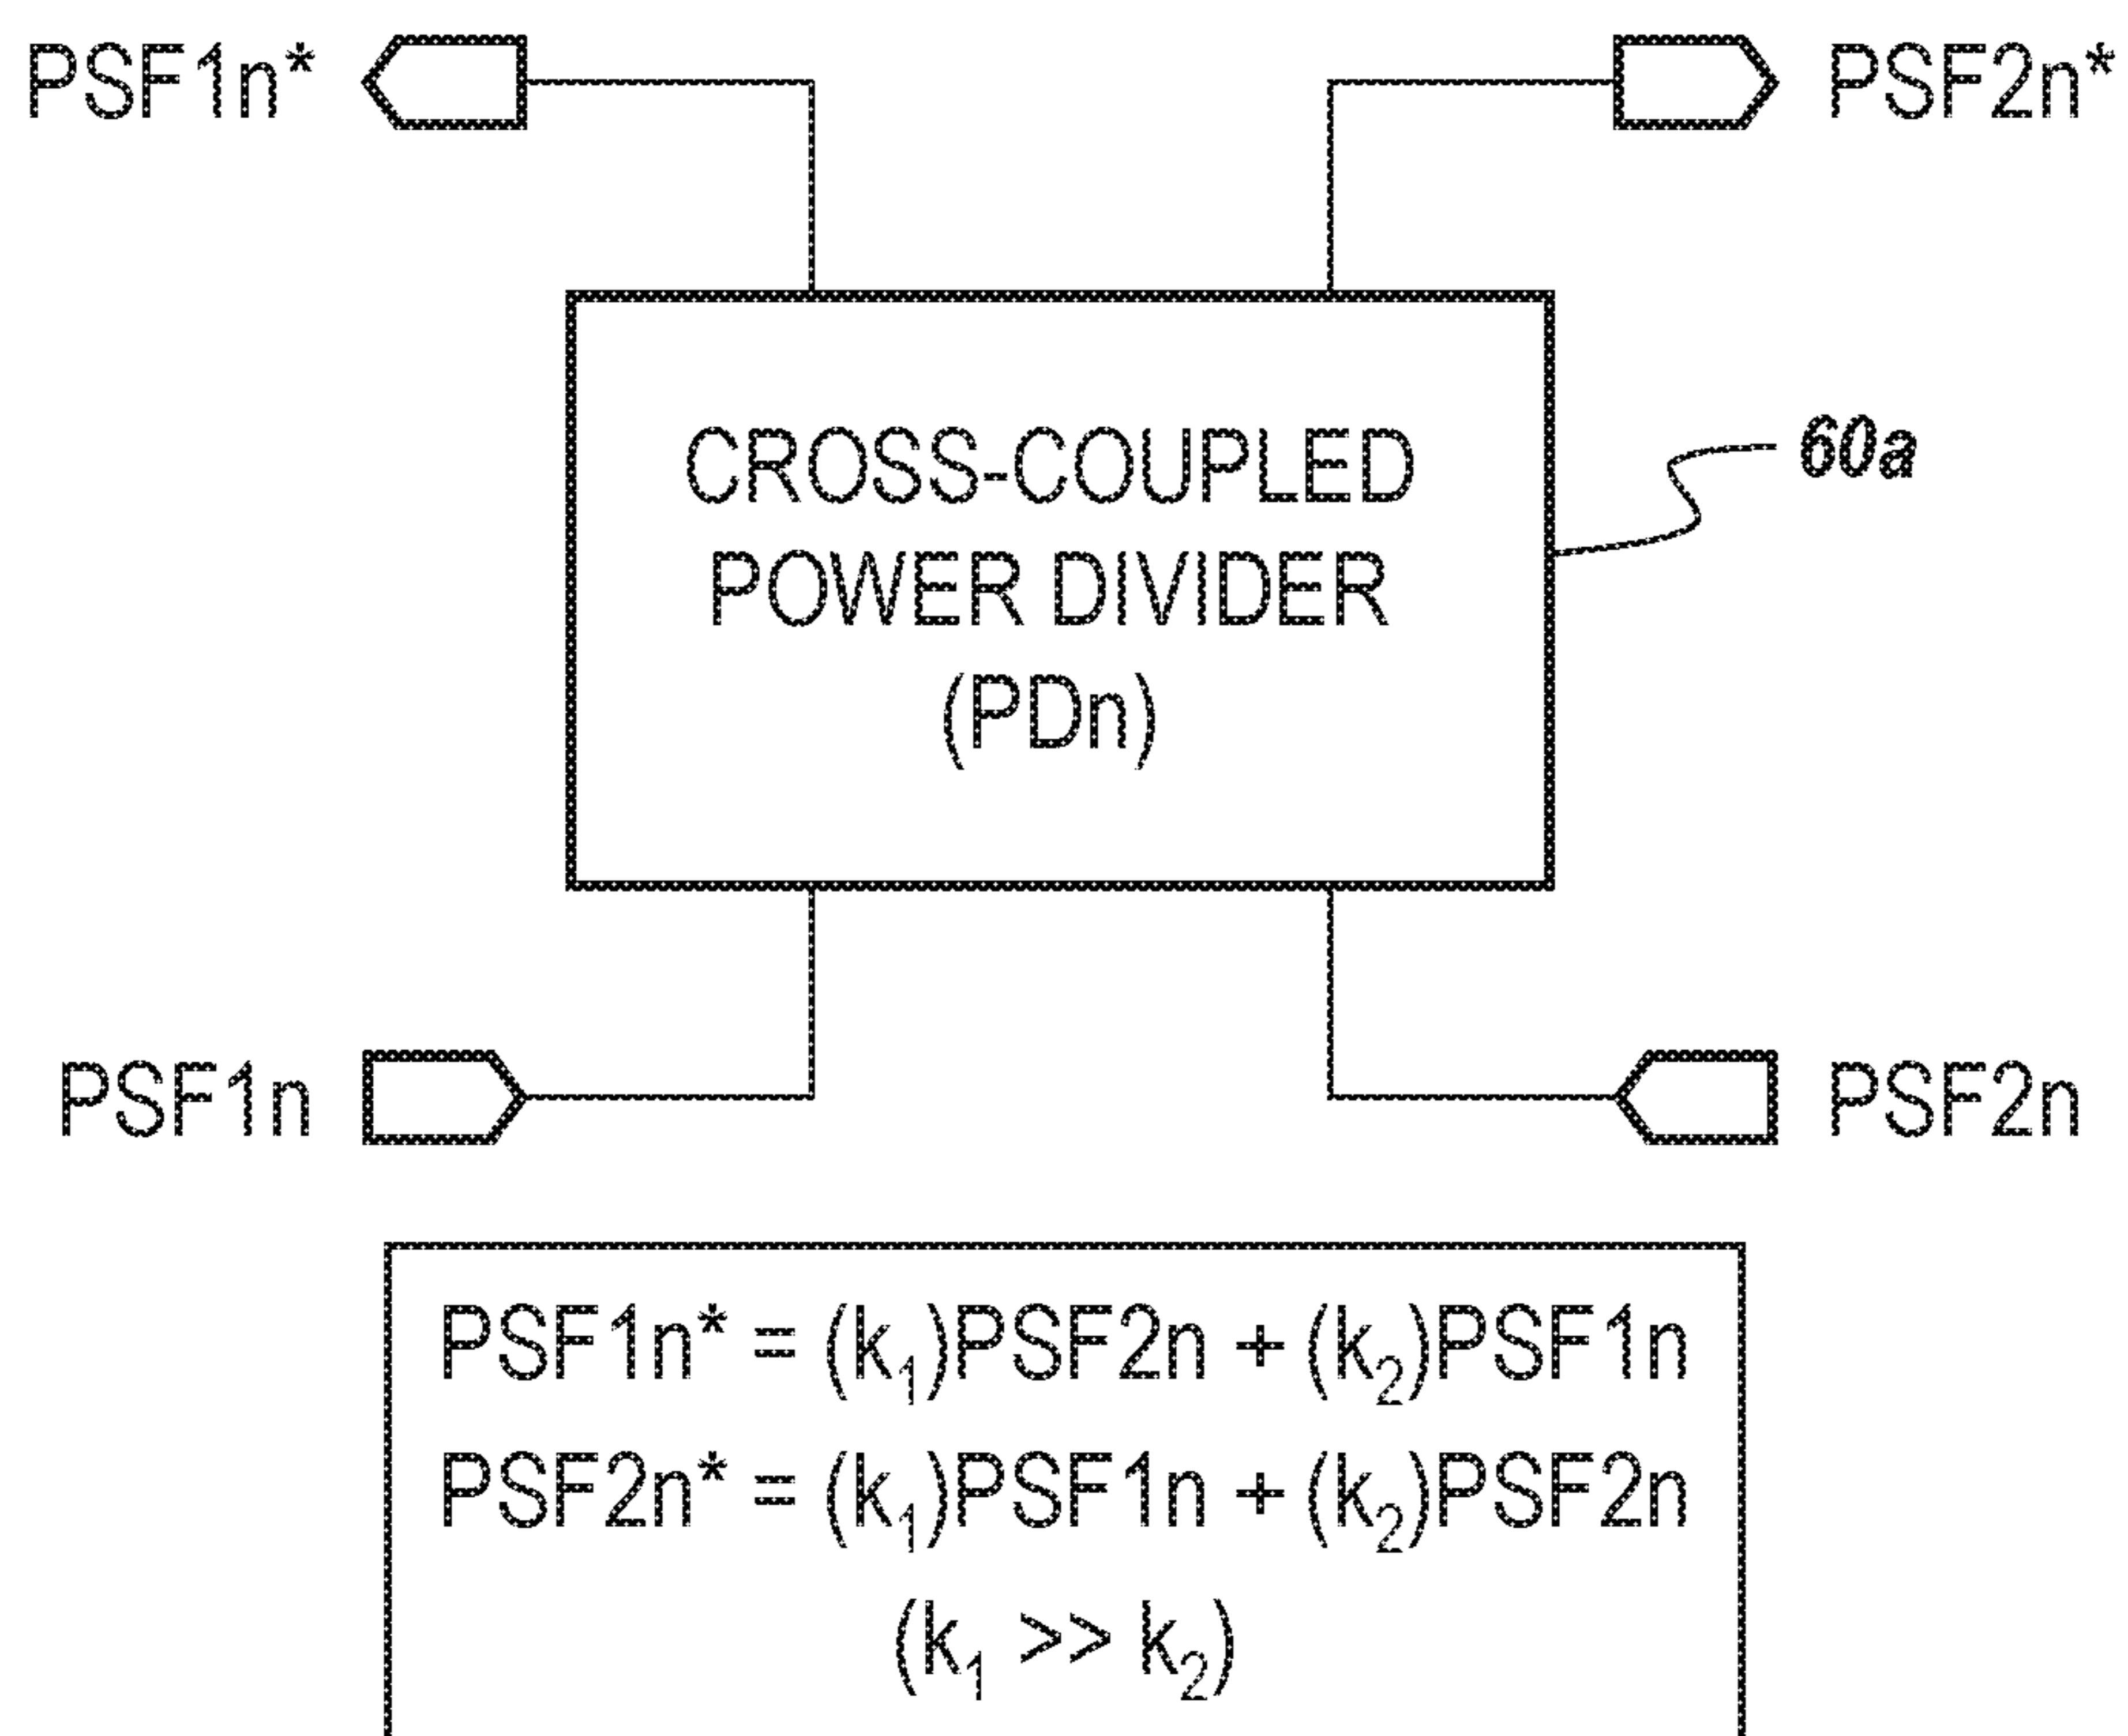 PSF1n*
PSF2n*
CROSS-COUPLED
POWER DIVIDER
(PDn)
60a
PSF1n
PSF2n
PSF1n* = (k₁)PSF2n + (k₂)PSF1n
PSF2n* = (k₁)PSF1n + (k₂)PSF2n
(k₁ >> k₂)